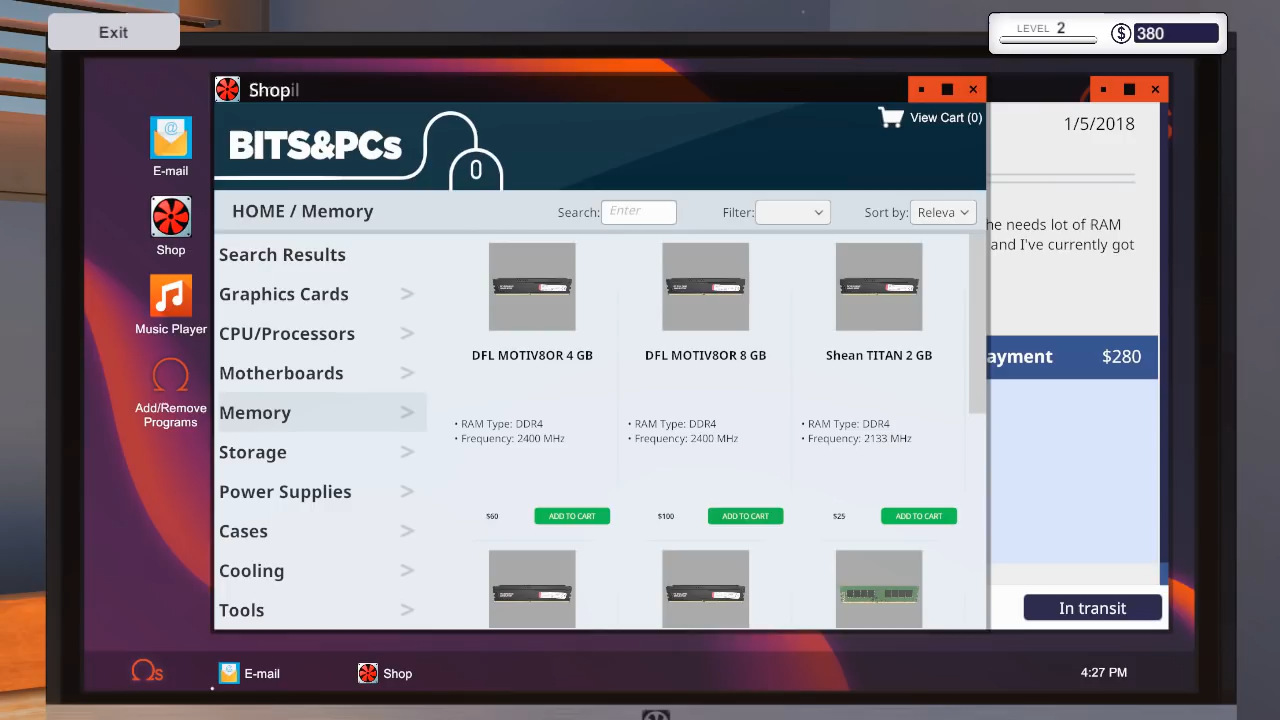 Exit
LEVEL 2
$ 380
Shopil
View Cart (0)
1/5/2018
BITS&PCs
HOME / Memory
Search: Enter
Filter:
Sort by: Releva
he needs lot of RAM
and I've currently got
Search Results
Graphics Cards >
CPU/Processors >
Motherboards >
Memory >
Storage >
Power Supplies >
Cases >
Cooling >
Tools >
E-mail
Shop
Music Player
Add/Remove
Programs
DFL MOTIV8OR 4 GB
• RAM Type: DDR4
• Frequency: 2400 MHz
$60 ADD TO CART
DFL MOTIV8OR 8 GB
• RAM Type: DDR4
• Frequency: 2400 MHz
$100 ADD TO CART
Shean TITAN 2 GB
• RAM Type: DDR4
• Frequency: 2133 MHz
$25 ADD TO CART
ayment $280
In transit
Ωs
E-mail
Shop
4:27 PM